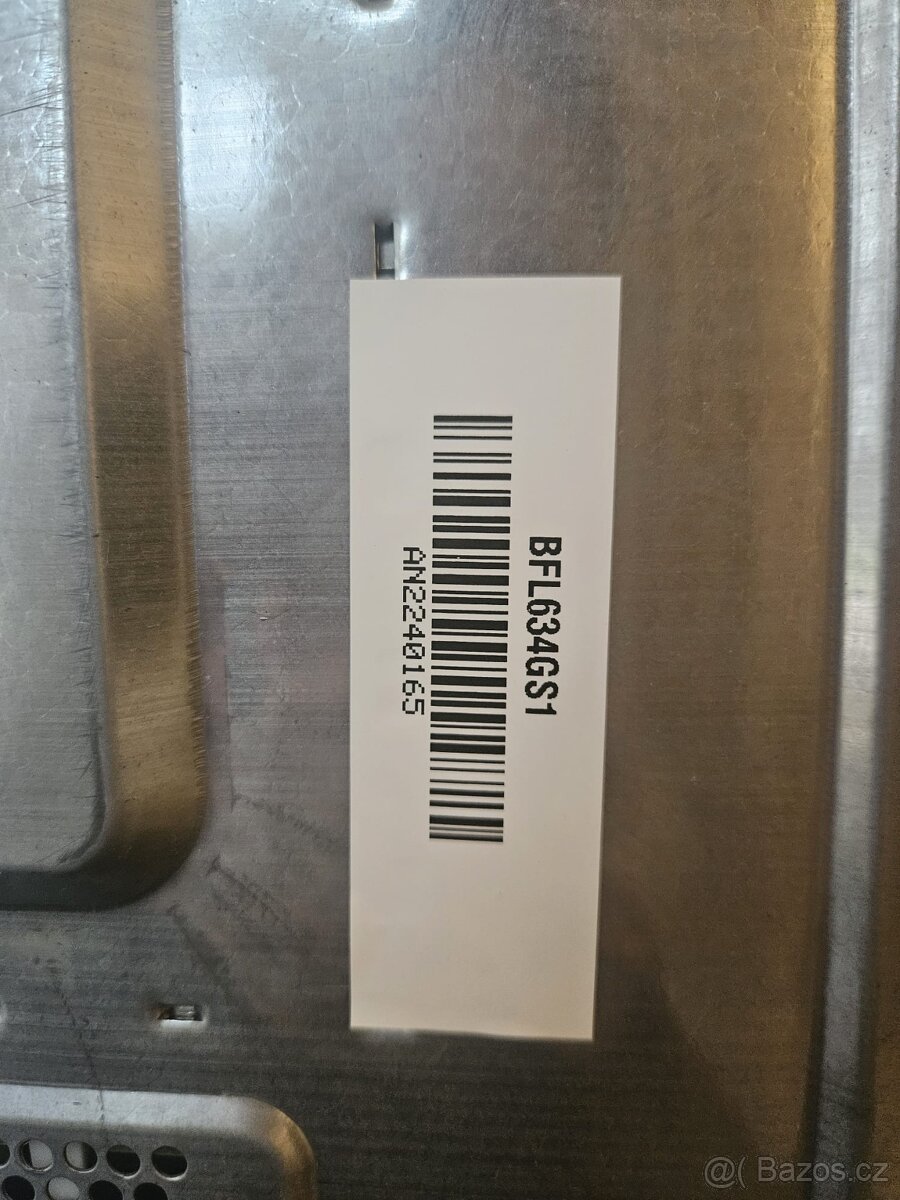 BFL634GS1
AN2240165
@( Bazos.cz